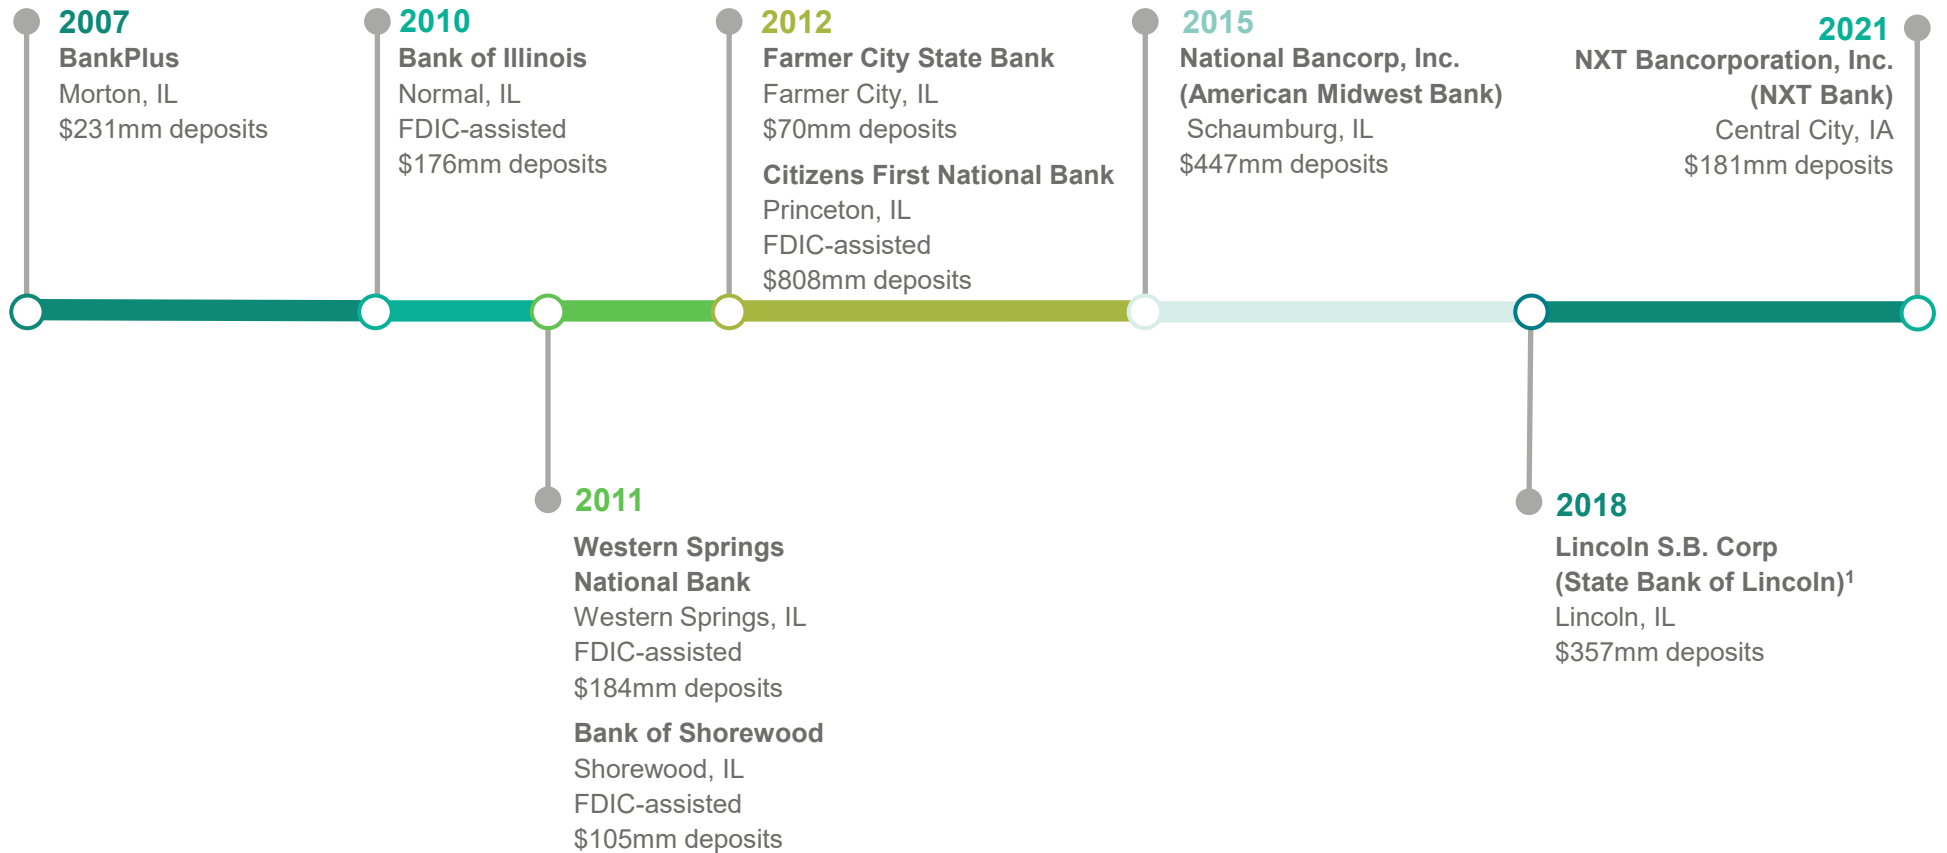 2007
BankPlus
Morton, IL
$231mm deposits
2010
Bank of Illinois
Normal, IL
FDIC-assisted
$176mm deposits
2012
Farmer City State Bank
Farmer City, IL
$70mm deposits
Citizens First National Bank
Princeton, IL
FDIC-assisted
$808mm deposits
2015
National Bancorp, Inc.
(American Midwest Bank)
Schaumburg, IL
$447mm deposits
2021
NXT Bancorporation, Inc.
(NXT Bank)
Central City, IA
$181mm deposits
2011
Western Springs
National Bank
Western Springs, IL
FDIC-assisted
$184mm deposits
Bank of Shorewood
Shorewood, IL
FDIC-assisted
$105mm deposits
2018
Lincoln S.B. Corp
(State Bank of Lincoln)¹
Lincoln, IL
$357mm deposits